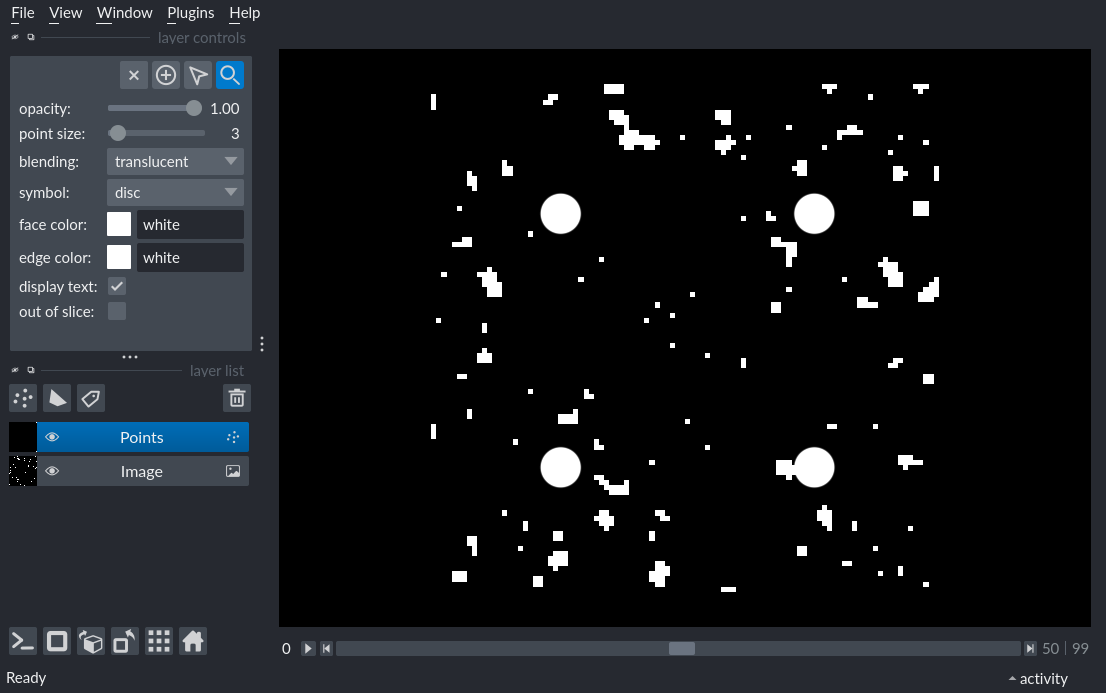 File View Window Plugins Help
layer controls
opacity: 1.00
point size: 3
blending: translucent
symbol: disc
face color: white
edge color: white
display text:
out of slice:
layer list
Points
Image
0 50 | 99
Ready activity